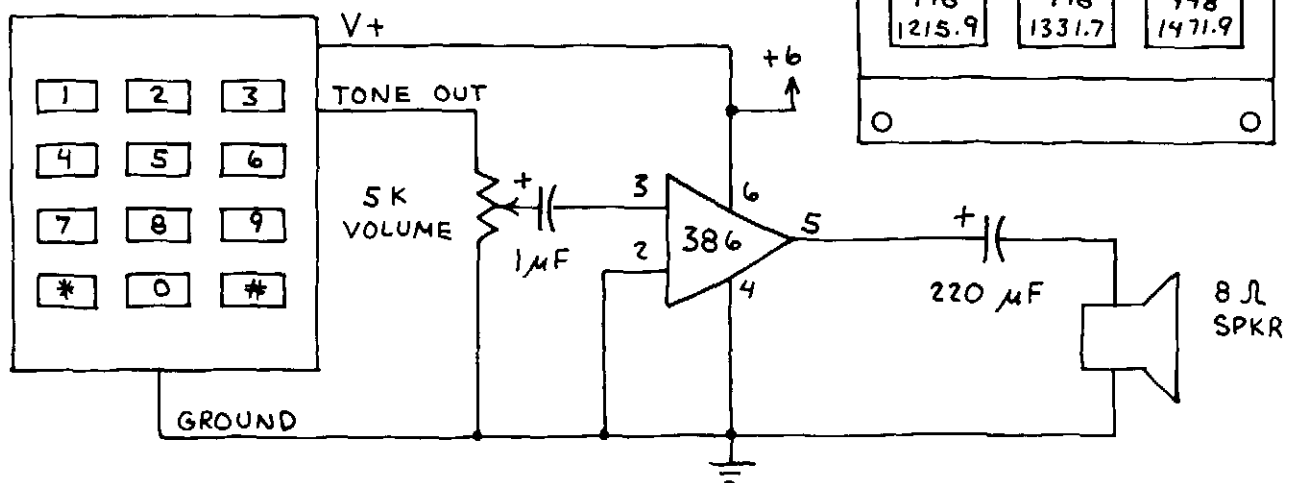 V+
TONE OUT
1 2 3
4 5 6
7 8 9
* 0 #
GROUND
5K
VOLUME
+
1µF
3
2
386
6
4
5
+6
+
220 µF
8 Ω
SPKR
1215.9 1331.7 1471.9